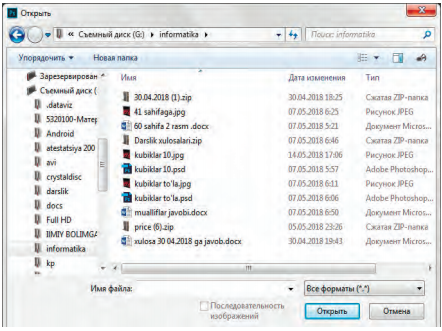 Открыть
« Съемный диск (G:) ▸ informatika ▸
Поиск: informatika
Упорядочить ▾ Новая папка
Зарезервирован
Съемный диск (
.dataviz
5320100-Матер
Android
atestatsiya 200
avi
crystaldisc
darslik
docs
Full HD
IIMIY BOLIMGA
informatika
kp
Имя Дата изменения Тип
30.04.2018 (1).zip 30.04.2018 18:25 Сжатая ZIP-папка
41 sahifaga.jpg 07.05.2018 6:25 Рисунок JPEG
60 sahifa 2 rasm .docx 07.05.2018 5:21 Документ Micros...
Darslik xulosalari.zip 07.05.2018 6:46 Сжатая ZIP-папка
kubiklar 10.jpg 14.05.2018 17:06 Рисунок JPEG
kubiklar 10.psd 07.05.2018 5:57 Adobe Photoshop...
kubiklar to'la.jpg 07.05.2018 6:11 Рисунок JPEG
kubiklar to'la.psd 07.05.2018 6:06 Adobe Photoshop...
mualliflar javobi.docx 07.05.2018 6:50 Документ Micros...
price (6).zip 05.05.2018 23:26 Сжатая ZIP-папка
xulosa 30 04.2018 ga javob.docx 30.04.2018 19:43 Документ Micros...
Имя файла:
Все форматы (*.*)
Последовательность
изображений
Открыть Отмена